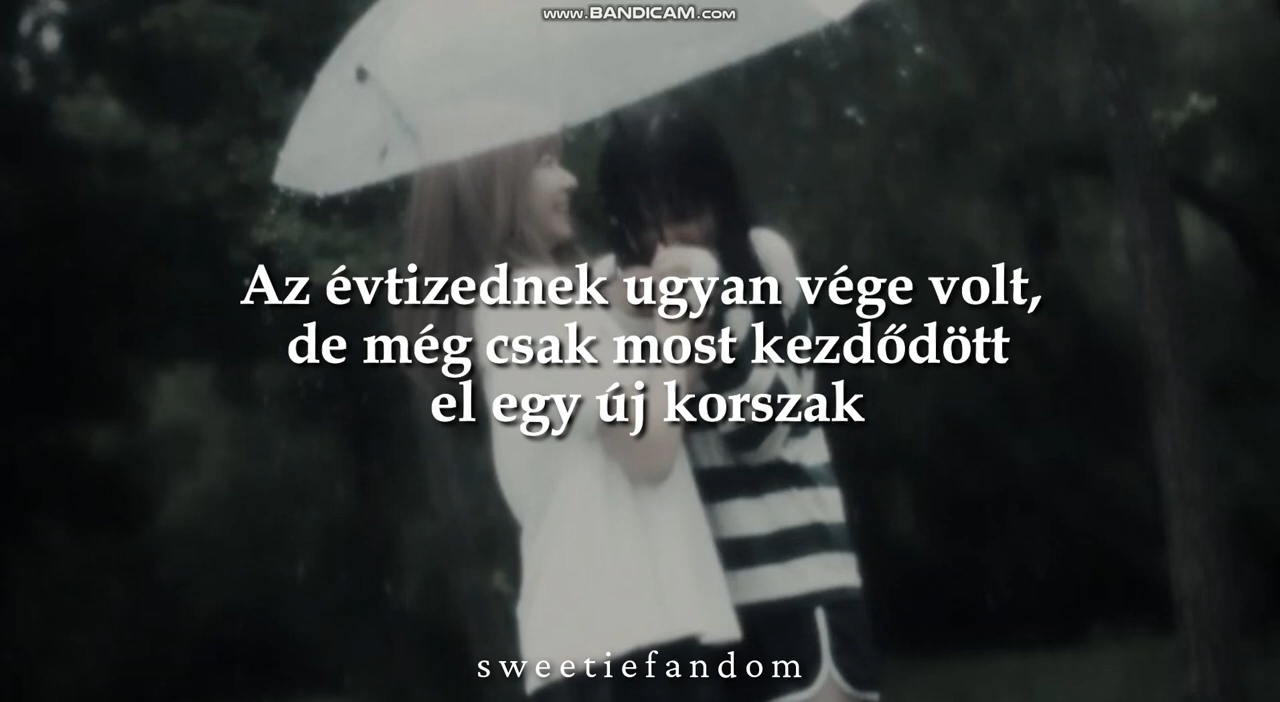 www.BANDICAM.com
Az évtizednek ugyan vége volt,
de még csak most kezdődött
el egy új korszak
sweetiefandom